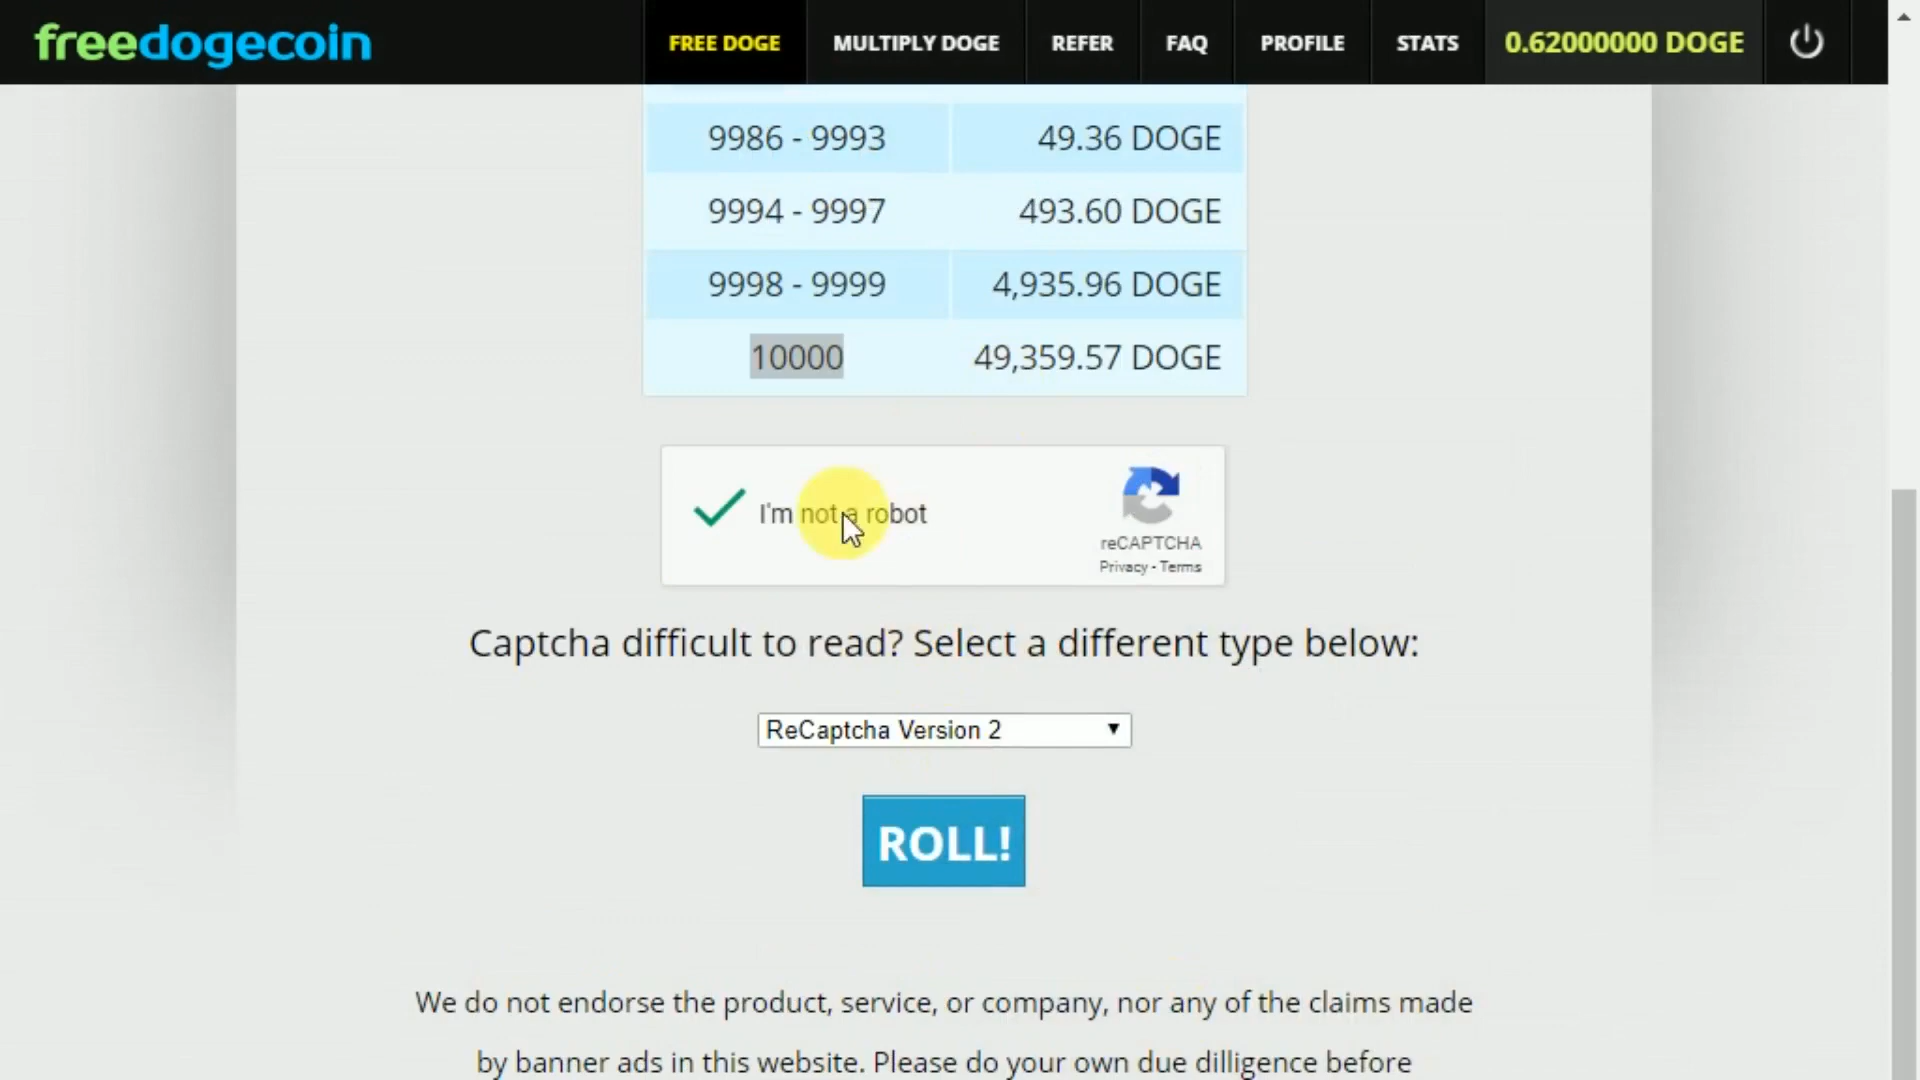 freedogecoin
FREE DOGE MULTIPLY DOGE REFER FAQ PROFILE STATS 0.62000000 DOGE
9986 - 9993 49.36 DOGE
9994 - 9997 493.60 DOGE
9998 - 9999 4,935.96 DOGE
10000 49,359.57 DOGE
I'm not a robot
reCAPTCHA
Privacy - Terms
Captcha difficult to read? Select a different type below:
ReCaptcha Version 2
ROLL!
We do not endorse the product, service, or company, nor any of the claims made
by banner ads in this website. Please do your own due dilligence before